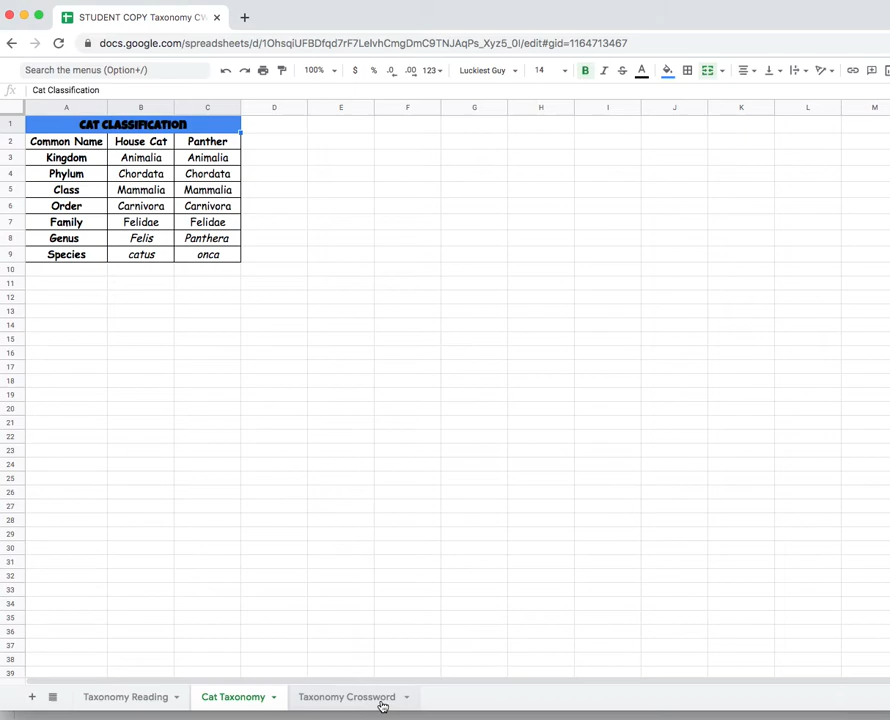 STUDENT COPY Taxonomy CW
docs.google.com/spreadsheets/d/1OhsqiUFBDfqd7rF7LelvhCmgDmC9TNJAqPs_Xyz5_0I/edit#gid=1164713467
Search the menus (Option+/) 100% $ % .0 .00 123 Luckiest Guy 14 B I S A
fx Cat Classification
A B C D E F G H I J K L M
1 CAT CLASSIFICATION
2 Common Name House Cat Panther
3 Kingdom Animalia Animalia
4 Phylum Chordata Chordata
5 Class Mammalia Mammalia
6 Order Carnivora Carnivora
7 Family Felidae Felidae
8 Genus Felis Panthera
9 Species catus onca
10
11
12
13
14
15
16
17
18
19
20
21
22
23
24
25
26
27
28
29
30
31
32
33
34
35
36
37
38
39
Taxonomy Reading Cat Taxonomy Taxonomy Crossword